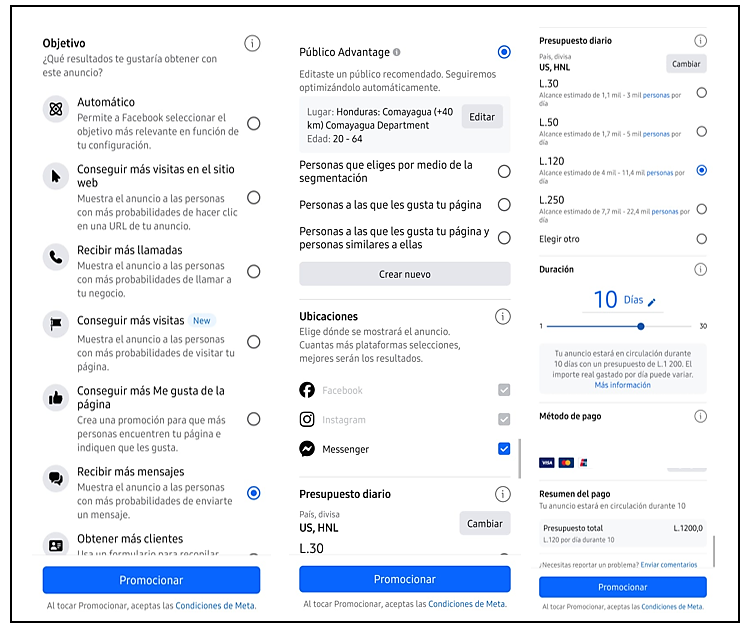 Objetivo
¿Qué resultados te gustaría obtener con
este anuncio?
Automático
Permite a Facebook seleccionar el
objetivo más relevante en función de
tu configuración.
Conseguir más visitas en el sitio
web
Muestra el anuncio a las personas
con más probabilidades de hacer clic
en una URL de tu anuncio.
Recibir más llamadas
Muestra el anuncio a las personas
con más probabilidades de llamar a
tu negocio.
Conseguir más visitas New
Muestra el anuncio a las personas
con más probabilidades de visitar tu
página.
Conseguir más Me gusta de la
página
Crea una promoción para que más
personas encuentren tu página e
indiquen que les gusta.
Recibir más mensajes
Muestra el anuncio a las personas
con más probabilidades de enviarte
un mensaje.
Obtener más clientes
Usa un formulario para recopilar
Promocionar
Al tocar Promocionar, aceptas las Condiciones de Meta.
Público Advantage
Editaste un público recomendado. Seguiremos
optimizándolo automáticamente.
Lugar: Honduras: Comayagua (+40
km) Comayagua Department
Edad: 20 - 64
Editar
Personas que eliges por medio de la
segmentación
Personas a las que les gusta tu página
Personas a las que les gusta tu página y
personas similares a ellas
Crear nuevo
Ubicaciones
Elige dónde se mostrará el anuncio.
Cuantas más plataformas selecciones,
mejores serán los resultados.
Facebook
Instagram
Messenger
Presupuesto diario
País, divisa
US, HNL
Cambiar
L.30
Promocionar
Al tocar Promocionar, aceptas las Condiciones de Meta.
Presupuesto diario
País, divisa
US, HNL
Cambiar
L.30
Alcance estimado de 1,1 mil - 3 mil personas por
día
L.50
Alcance estimado de 1,7 mil - 5 mil personas por
día
L.120
Alcance estimado de 4 mil - 11,4 mil personas por
día
L.250
Alcance estimado de 7,7 mil - 22,4 mil personas por
día
Elegir otro
Duración
10 Días
1
30
Tu anuncio estará en circulación durante
10 días con un presupuesto de L.1 200. El
importe real gastado por día puede variar.
Más información
Método de pago
VISA
Resumen del pago
Tu anuncio estará en circulación durante 10
Presupuesto total L.1200,0
L.120 por día durante 10
¿Necesitas reportar un problema? Enviar comentarios
Promocionar
Al tocar Promocionar, aceptas las Condiciones de Meta.